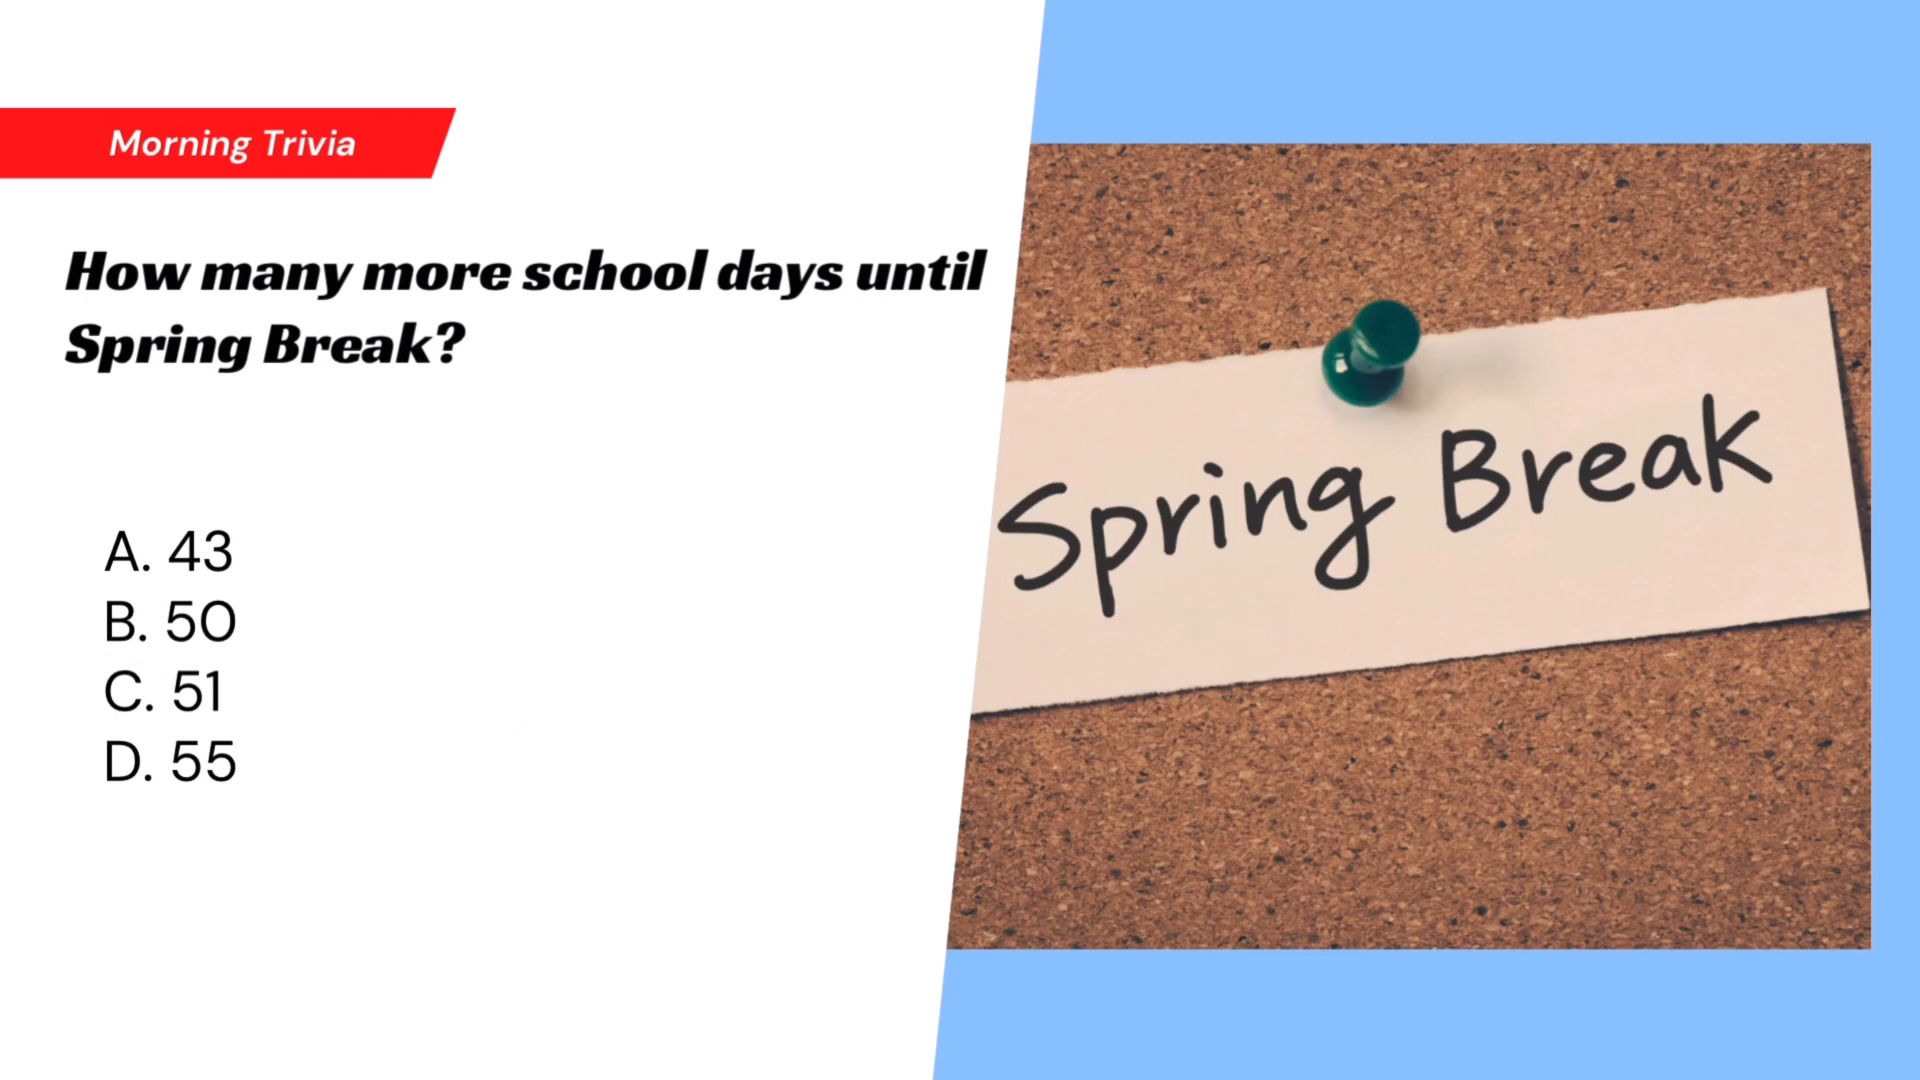 Morning Trivia
How many more school days until
Spring Break?
A. 43
B. 50
C. 51
D. 55
Spring Break